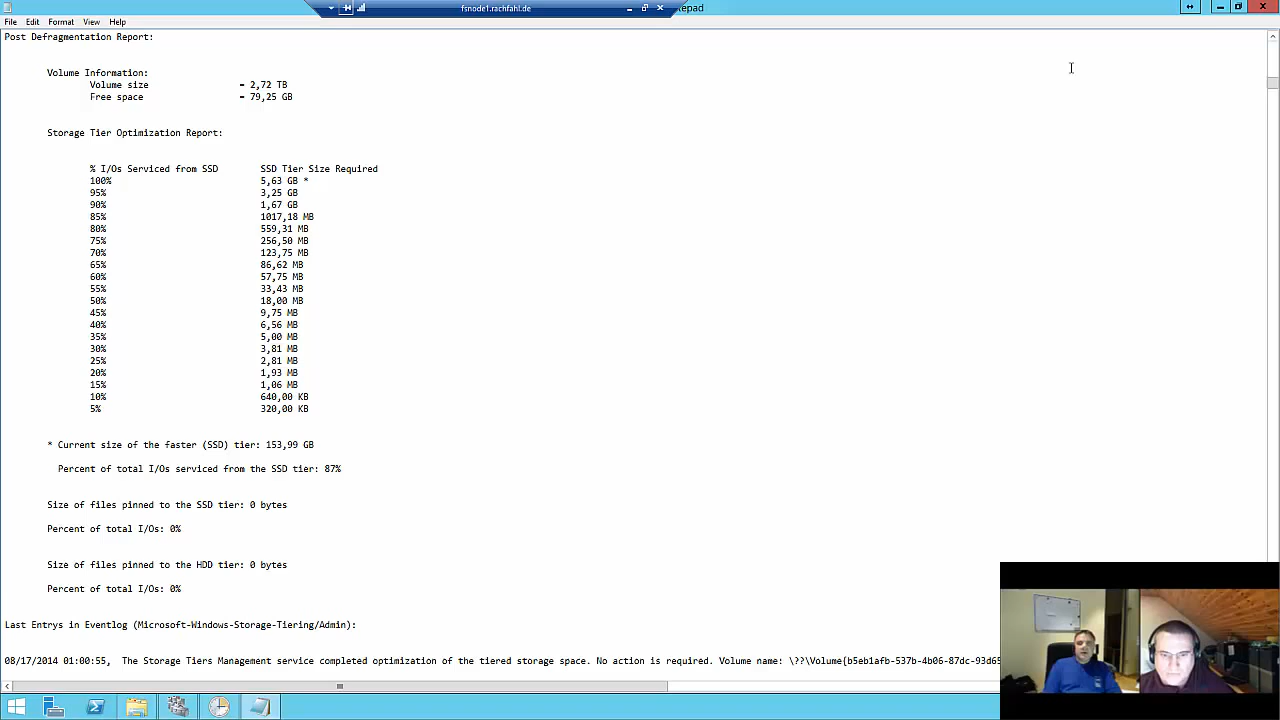 fsnode1.rachfahl.de
epad
File Edit Format View Help
Post Defragmentation Report:
Volume Information:
Volume size = 2,72 TB
Free space = 79,25 GB
Storage Tier Optimization Report:
% I/Os Serviced from SSD SSD Tier Size Required
100% 5,63 GB *
95% 3,25 GB
90% 1,67 GB
85% 1017,18 MB
80% 559,31 MB
75% 256,50 MB
70% 123,75 MB
65% 86,62 MB
60% 57,75 MB
55% 33,43 MB
50% 18,00 MB
45% 9,75 MB
40% 6,56 MB
35% 5,00 MB
30% 3,81 MB
25% 2,81 MB
20% 1,93 MB
15% 1,06 MB
10% 640,00 KB
5% 320,00 KB
* Current size of the faster (SSD) tier: 153,99 GB
Percent of total I/Os serviced from the SSD tier: 87%
Size of files pinned to the SSD tier: 0 bytes
Percent of total I/Os: 0%
Size of files pinned to the HDD tier: 0 bytes
Percent of total I/Os: 0%
Last Entrys in Eventlog (Microsoft-Windows-Storage-Tiering/Admin):
08/17/2014 01:00:55, The Storage Tiers Management service completed optimization of the tiered storage space. No action is required. Volume name: \??\Volume{b5eb1afb-537b-4b06-87dc-93d65